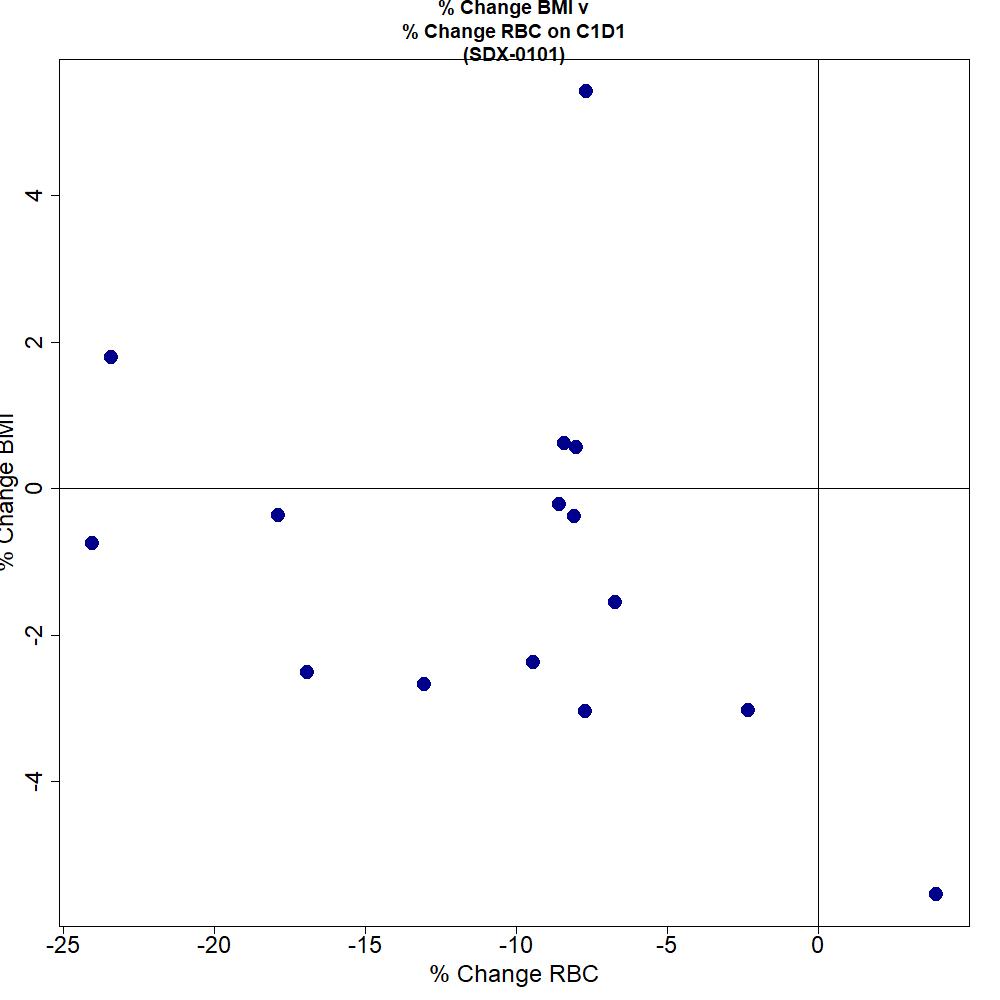 % Change BMI v
% Change RBC on C1D1
(SDX-0101)
% Change BMI
4
2
0
-2
-4
-25
-20
-15
-10
-5
0
% Change RBC